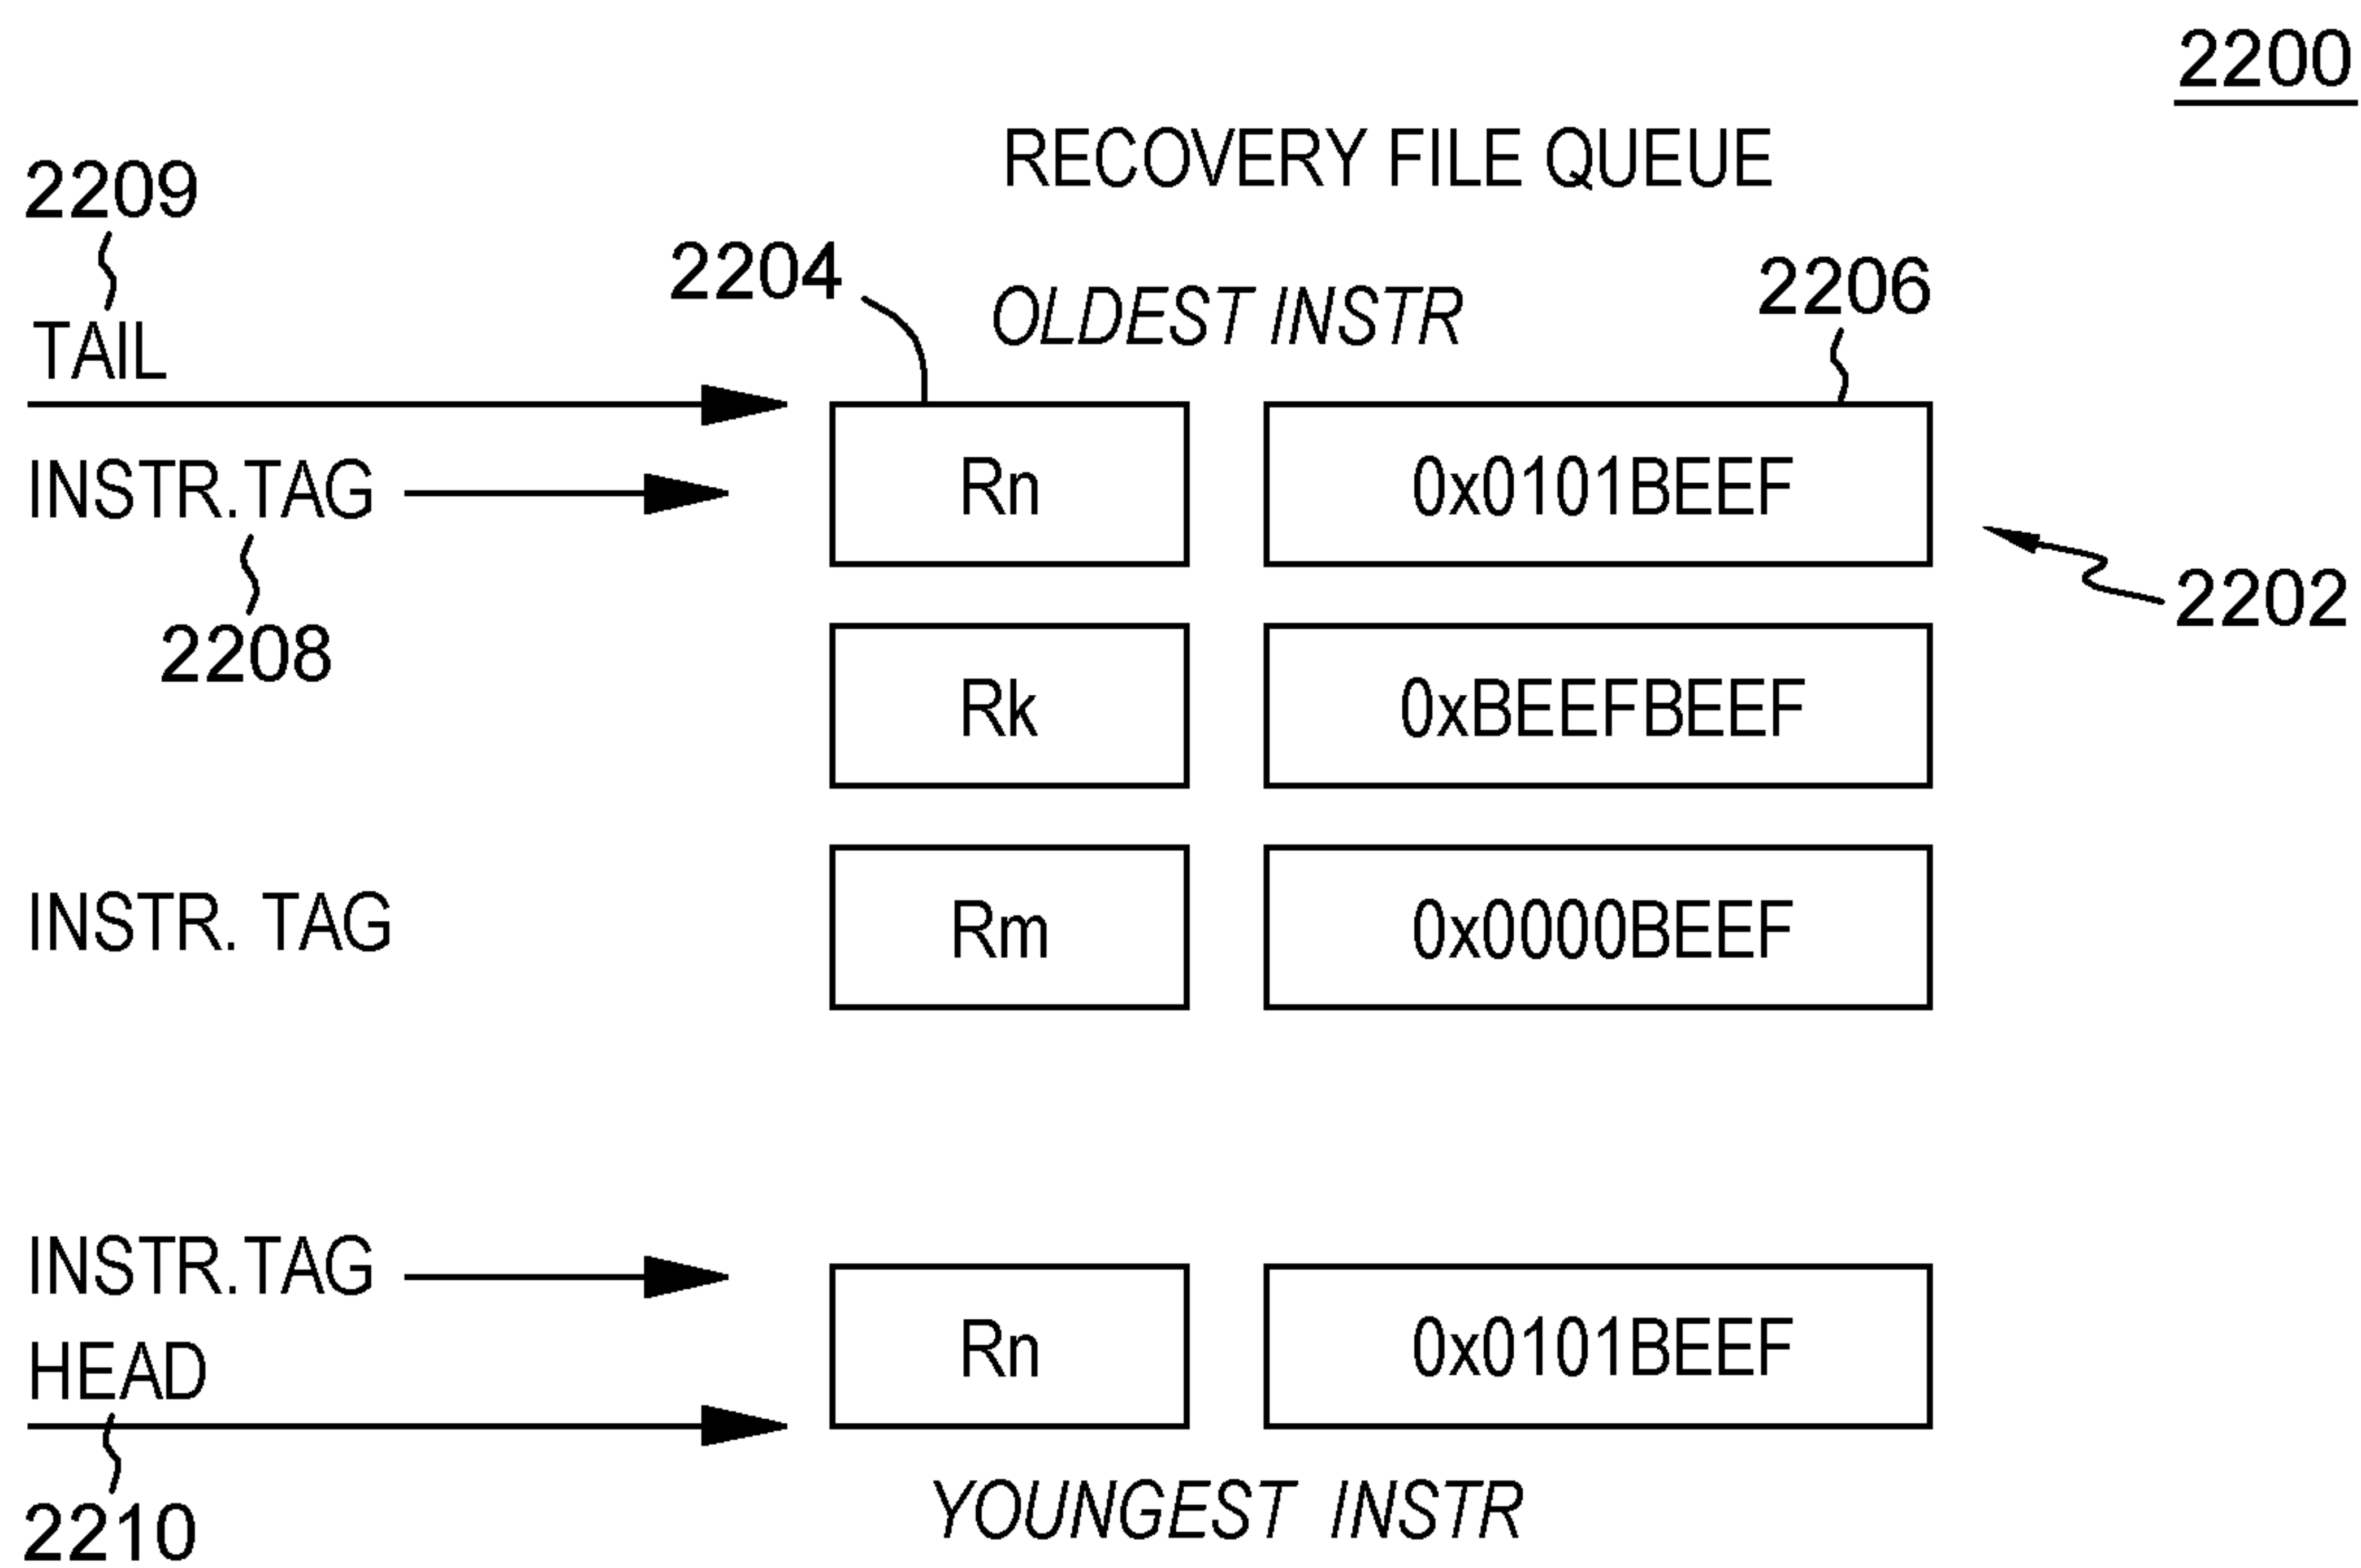 2200
RECOVERY FILE QUEUE
2209
2204
OLDEST INSTR
2206
TAIL
INSTR.TAG
Rn
0x0101BEEF
2202
2208
Rk
0xBEEFBEEF
INSTR. TAG
Rm
0x0000BEEF
INSTR.TAG
Rn
0x0101BEEF
HEAD
2210
YOUNGEST INSTR